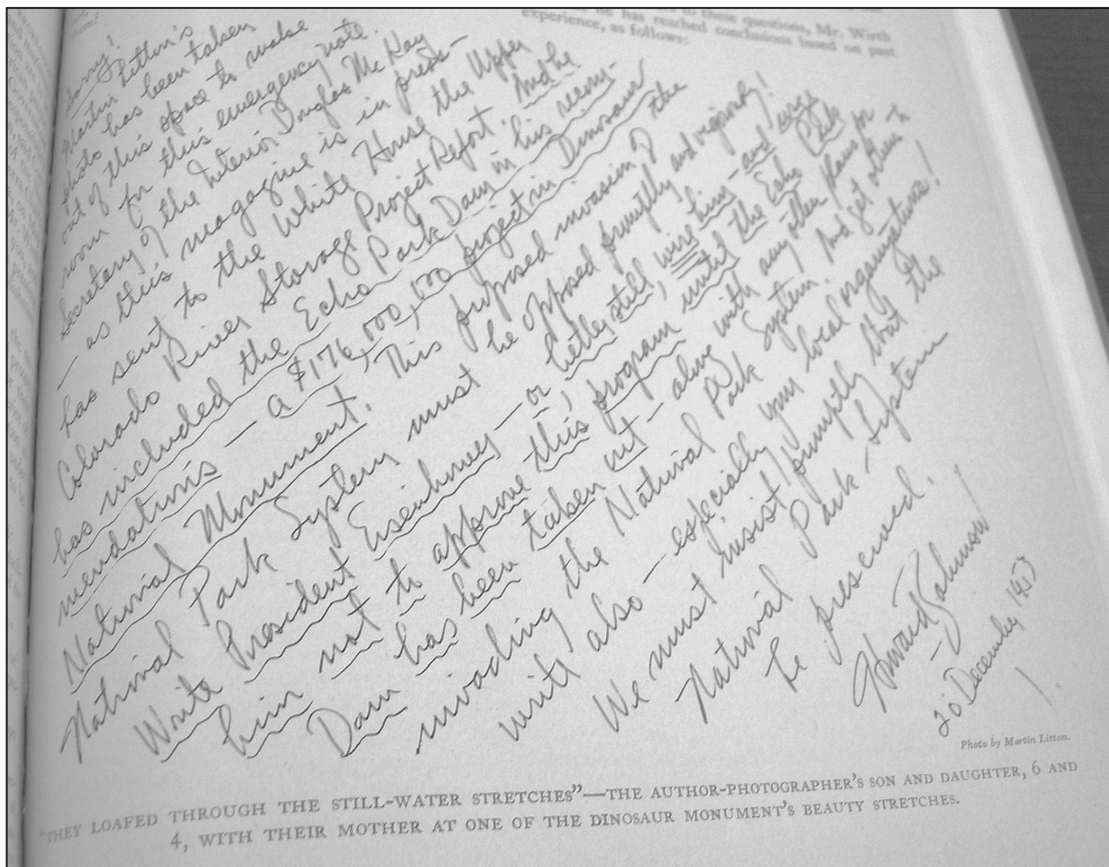 to these questions, Mr. Wirth
he has reached conclusions based on past
experience, as follows:
Sorry!
Martin Litton's
photo has been taken
out of this space to make
room for this emergency note.
Secretary of the Interior Douglas McKay
— as this magazine is in press—
has sent to the White House the Upper
Colorado River Storage Project Report. And he
has included the Echo Park Dam in his recom-
mendations — a $176,000,000 project in Dinosaur
National Monument. This proposed invasion of the
National Park System must be opposed promptly and vigorously!
Write President Eisenhower — or better still, wire him — and urge
him not to approve this program until the Echo Park
Dam has been taken out — along with any other plans for
invading the National Park System. And get others to
write also — especially your local organizations!
We must insist promptly that the
National Park System
be preserved.
Howard Zahniser
20 December 1953
Photo by Martin Litton.
"THEY LOAFED THROUGH THE STILL-WATER STRETCHES"—THE AUTHOR-PHOTOGRAPHER'S SON AND DAUGHTER, 6 AND
4, WITH THEIR MOTHER AT ONE OF THE DINOSAUR MONUMENT'S BEAUTY STRETCHES.